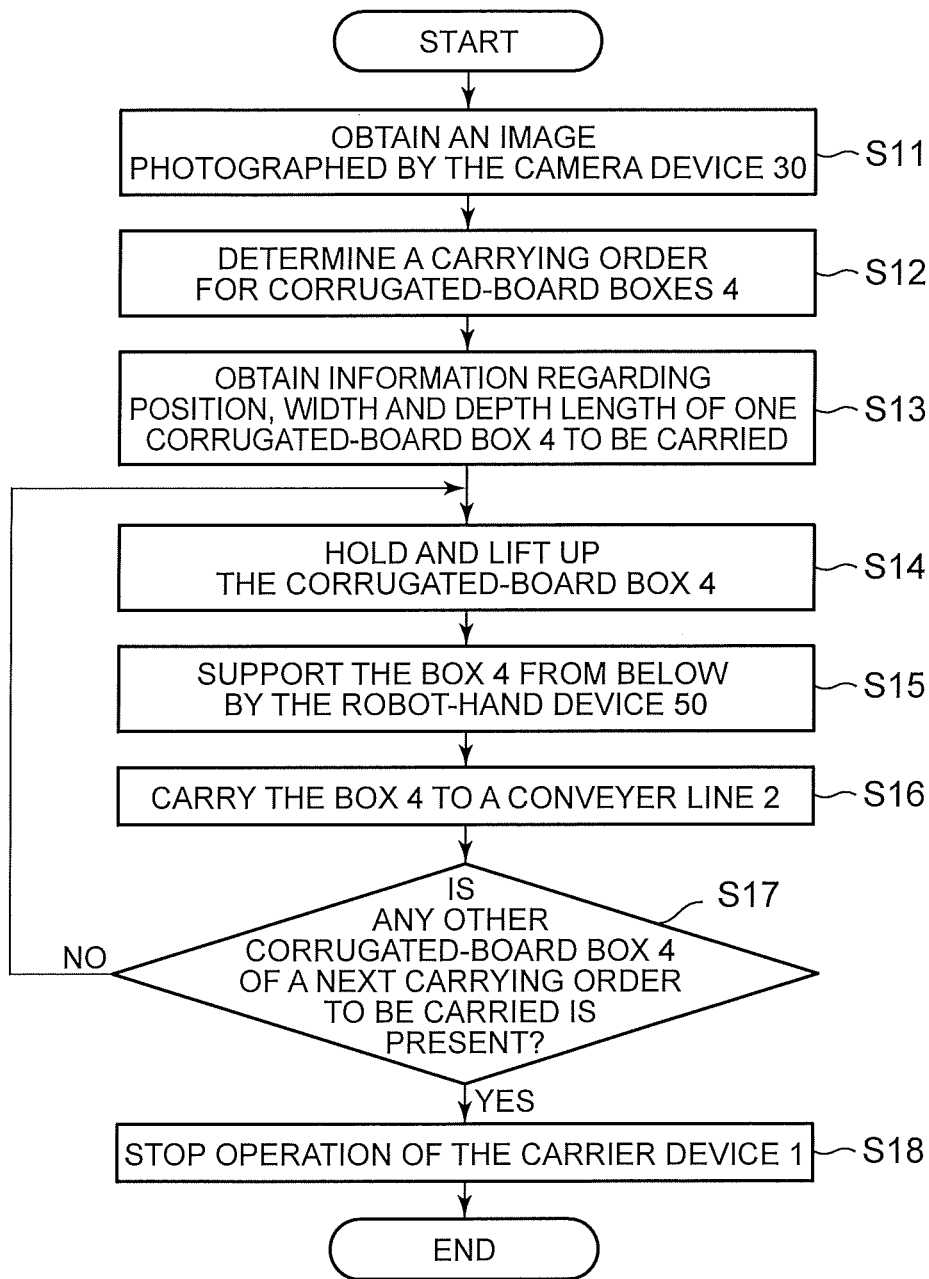 START
OBTAIN AN IMAGE
PHOTOGRAPHED BY THE CAMERA DEVICE 30
S11
DETERMINE A CARRYING ORDER
FOR CORRUGATED-BOARD BOXES 4
S12
OBTAIN INFORMATION REGARDING
POSITION, WIDTH AND DEPTH LENGTH OF ONE
CORRUGATED-BOARD BOX 4 TO BE CARRIED
S13
HOLD AND LIFT UP
THE CORRUGATED-BOARD BOX 4
S14
SUPPORT THE BOX 4 FROM BELOW
BY THE ROBOT-HAND DEVICE 50
S15
CARRY THE BOX 4 TO A CONVEYER LINE 2
S16
IS
ANY OTHER
CORRUGATED-BOARD BOX 4
OF A NEXT CARRYING ORDER
TO BE CARRIED IS
PRESENT?
S17
NO
YES
STOP OPERATION OF THE CARRIER DEVICE 1
S18
END